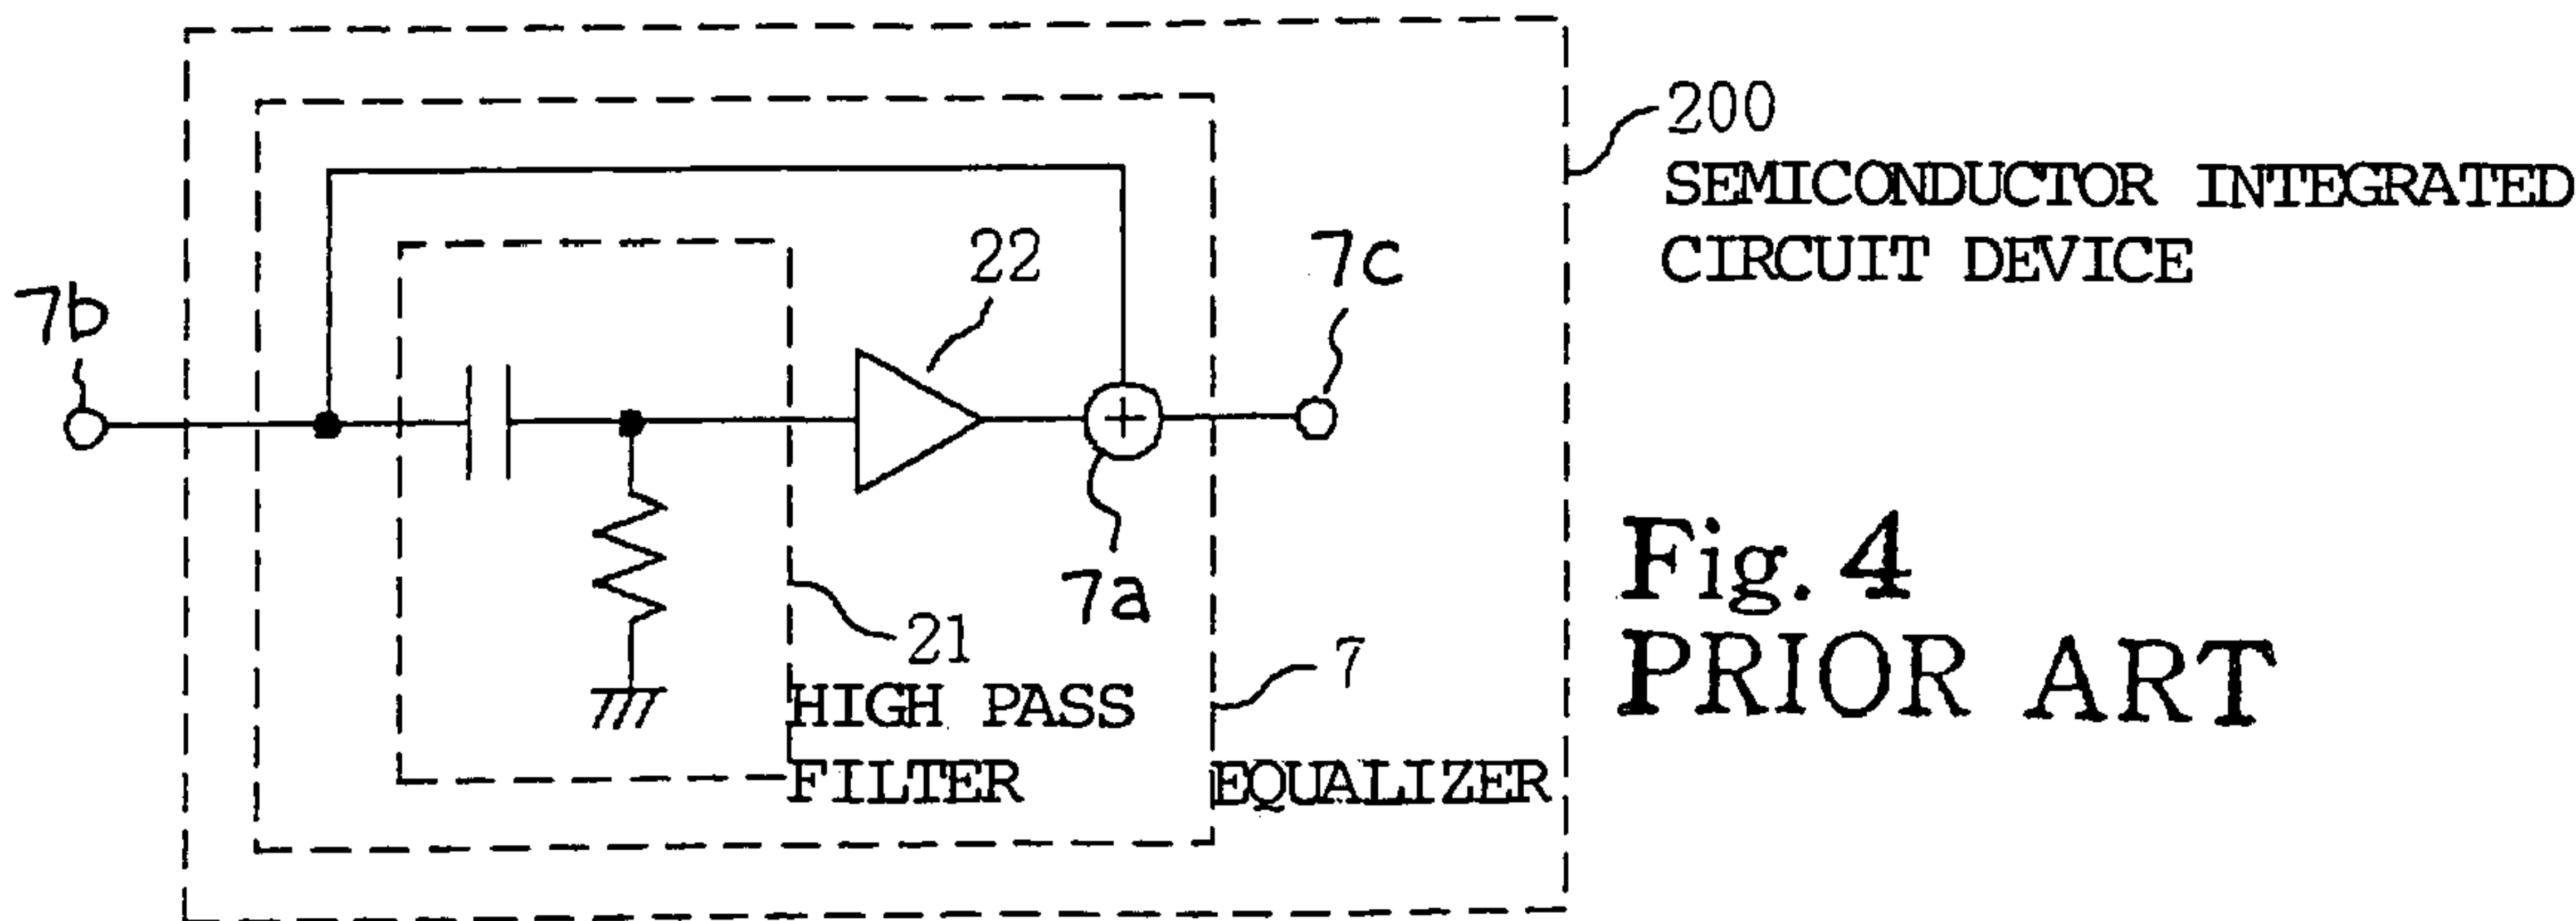 200
SEMICONDUCTOR INTEGRATED
CIRCUIT DEVICE
22
7c
7b
7a
21
HIGH PASS
FILTER
7
EQUALIZER
Fig. 4
PRIOR ART